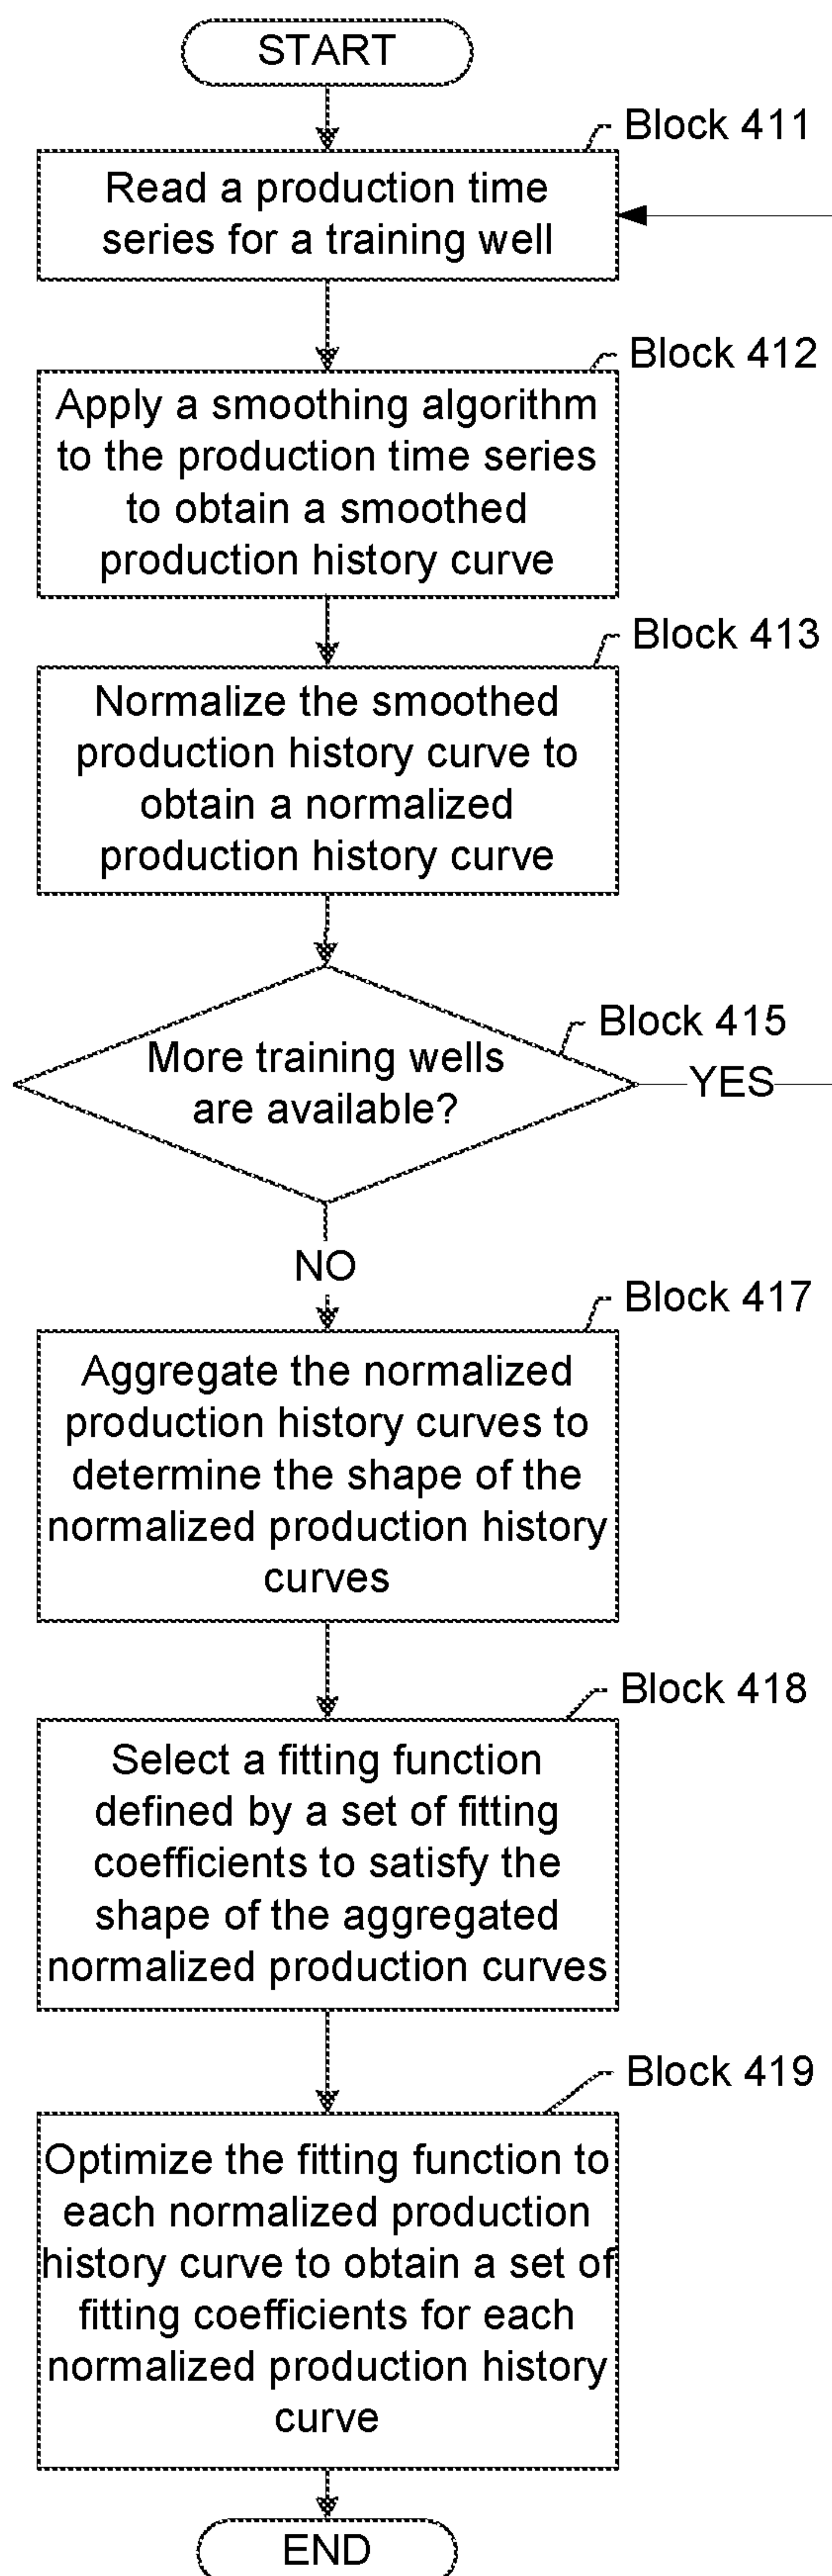 START
Block 411
Read a production time
series for a training well
Block 412
Apply a smoothing algorithm
to the production time series
to obtain a smoothed
production history curve
Block 413
Normalize the smoothed
production history curve to
obtain a normalized
production history curve
Block 415
More training wells
are available?
YES
NO
Block 417
Aggregate the normalized
production history curves to
determine the shape of the
normalized production history
curves
Block 418
Select a fitting function
defined by a set of fitting
coefficients to satisfy the
shape of the aggregated
normalized production curves
Block 419
Optimize the fitting function to
each normalized production
history curve to obtain a set of
fitting coefficients for each
normalized production history
curve
END